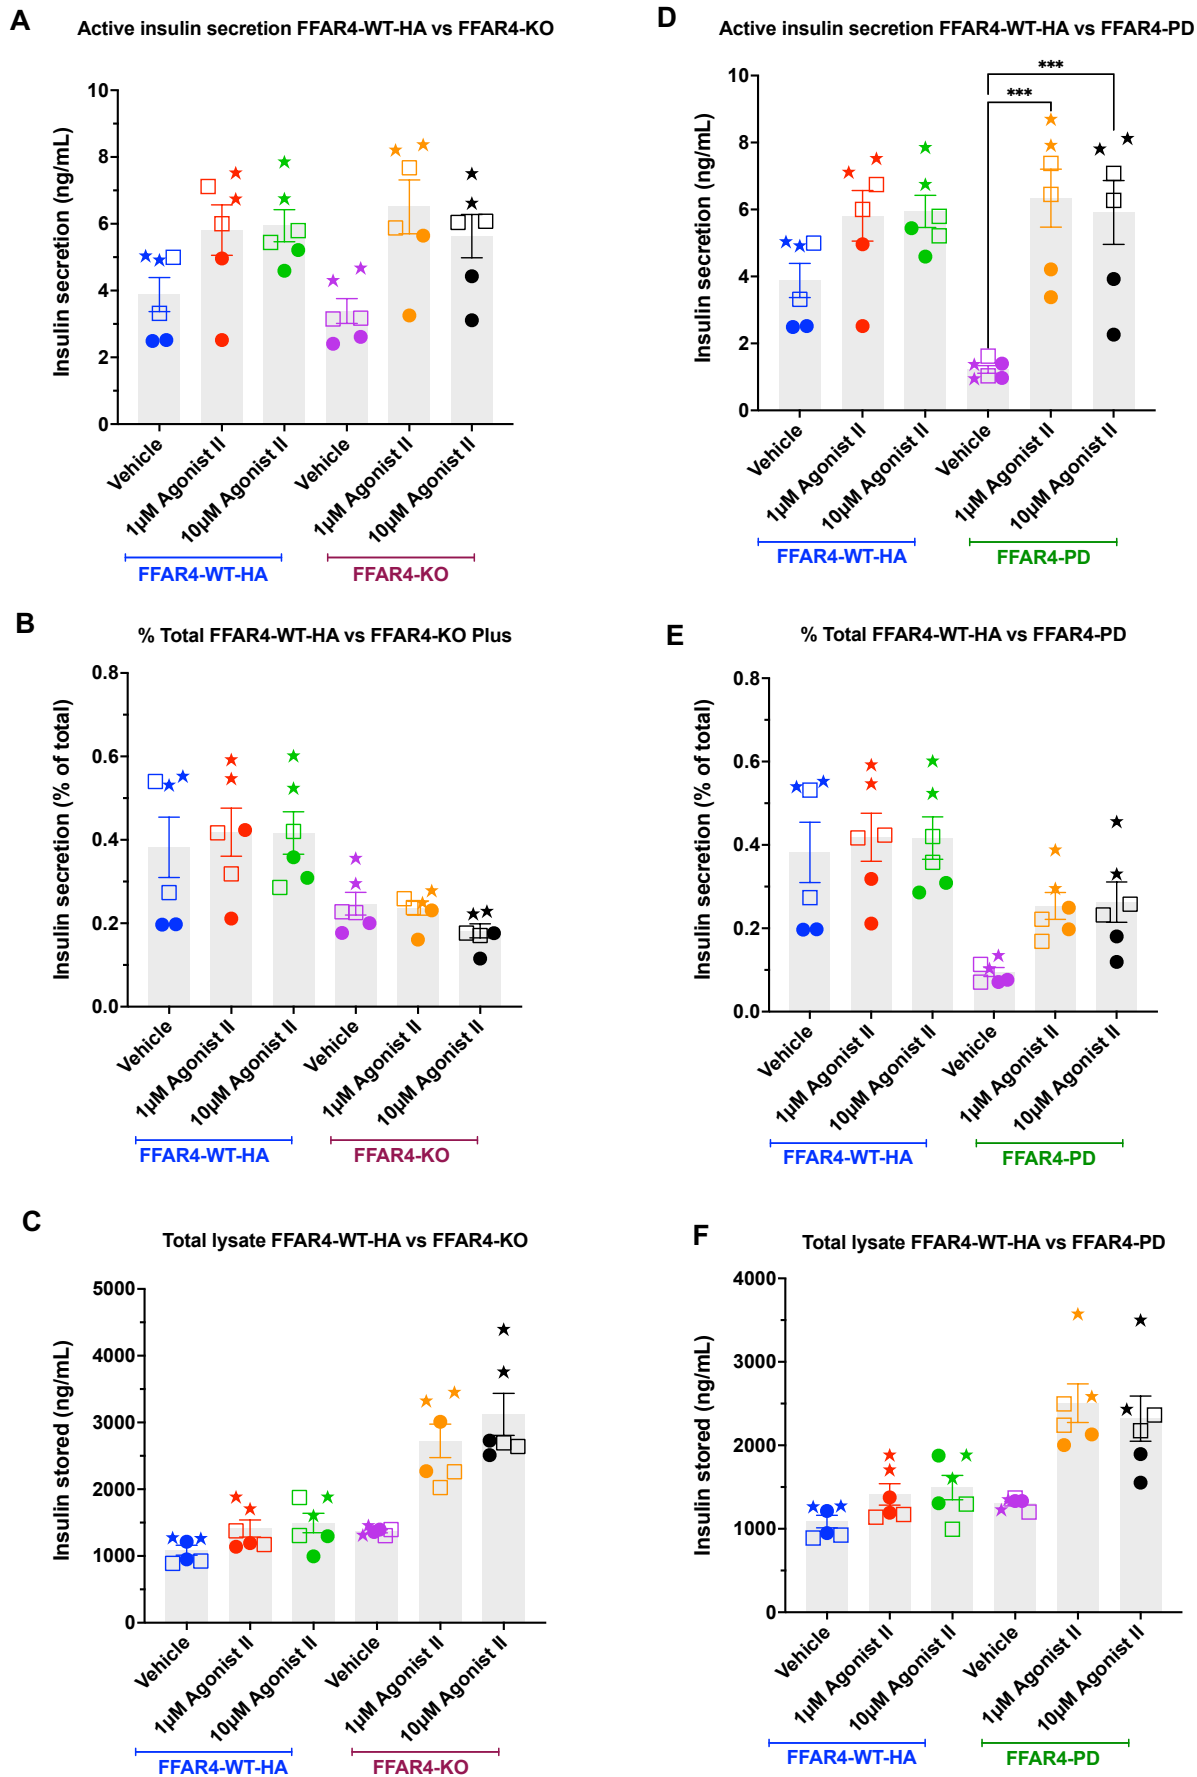 A
Active insulin secretion FFAR4-WT-HA vs FFAR4-KO
Insulin secretion (ng/mL)
10
8
6
4
2
0
Vehicle
1µM Agonist II
10µM Agonist II
Vehicle
1µM Agonist II
10µM Agonist II
FFAR4-WT-HA
FFAR4-KO
D
Active insulin secretion FFAR4-WT-HA vs FFAR4-PD
Insulin secretion (ng/mL)
10
8
6
4
2
0
***
***
Vehicle
1µM Agonist II
10µM Agonist II
Vehicle
1µM Agonist II
10µM Agonist II
FFAR4-WT-HA
FFAR4-PD
B
% Total FFAR4-WT-HA vs FFAR4-KO Plus
Insulin secretion (% of total)
0.8
0.6
0.4
0.2
0.0
Vehicle
1µM Agonist II
10µM Agonist II
Vehicle
1µM Agonist II
10µM Agonist II
FFAR4-WT-HA
FFAR4-KO
E
% Total FFAR4-WT-HA vs FFAR4-PD
Insulin secretion (% of total)
0.8
0.6
0.4
0.2
0.0
Vehicle
1µM Agonist II
10µM Agonist II
Vehicle
1µM Agonist II
10µM Agonist II
FFAR4-WT-HA
FFAR4-PD
C
Total lysate FFAR4-WT-HA vs FFAR4-KO
Insulin stored (ng/mL)
5000
4000
3000
2000
1000
0
Vehicle
1µM Agonist II
10µM Agonist II
Vehicle
1µM Agonist II
10µM Agonist II
FFAR4-WT-HA
FFAR4-KO
F
Total lysate FFAR4-WT-HA vs FFAR4-PD
Insulin stored (ng/mL)
4000
3000
2000
1000
0
Vehicle
1µM Agonist II
10µM Agonist II
Vehicle
1µM Agonist II
10µM Agonist II
FFAR4-WT-HA
FFAR4-PD